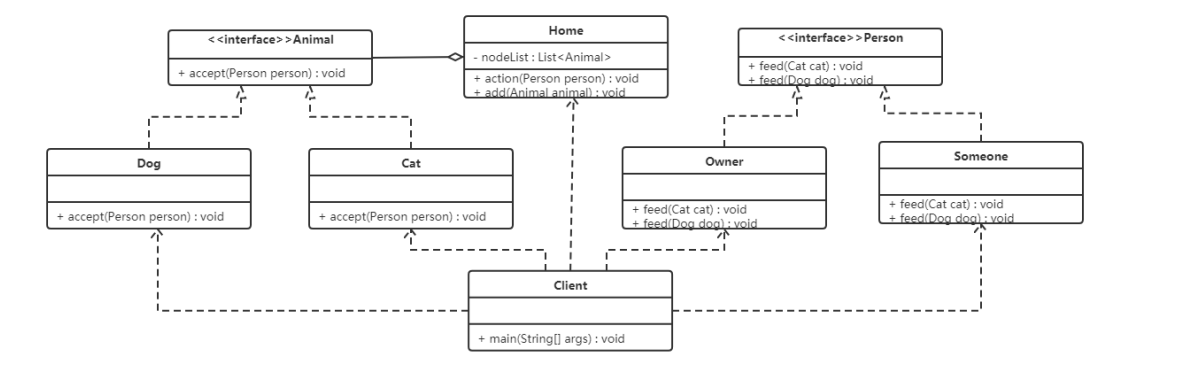 <<interface>>Animal
+ accept(Person person) : void
Home
- nodeList : List<Animal>
+ action(Person person) : void
+ add(Animal animal) : void
<<interface>>Person
+ feed(Cat cat) : void
+ feed(Dog dog) : void
Dog
+ accept(Person person) : void
Cat
+ accept(Person person) : void
Owner
+ feed(Cat cat) : void
+ feed(Dog dog) : void
Someone
+ feed(Cat cat) : void
+ feed(Dog dog) : void
Client
+ main(String[] args) : void